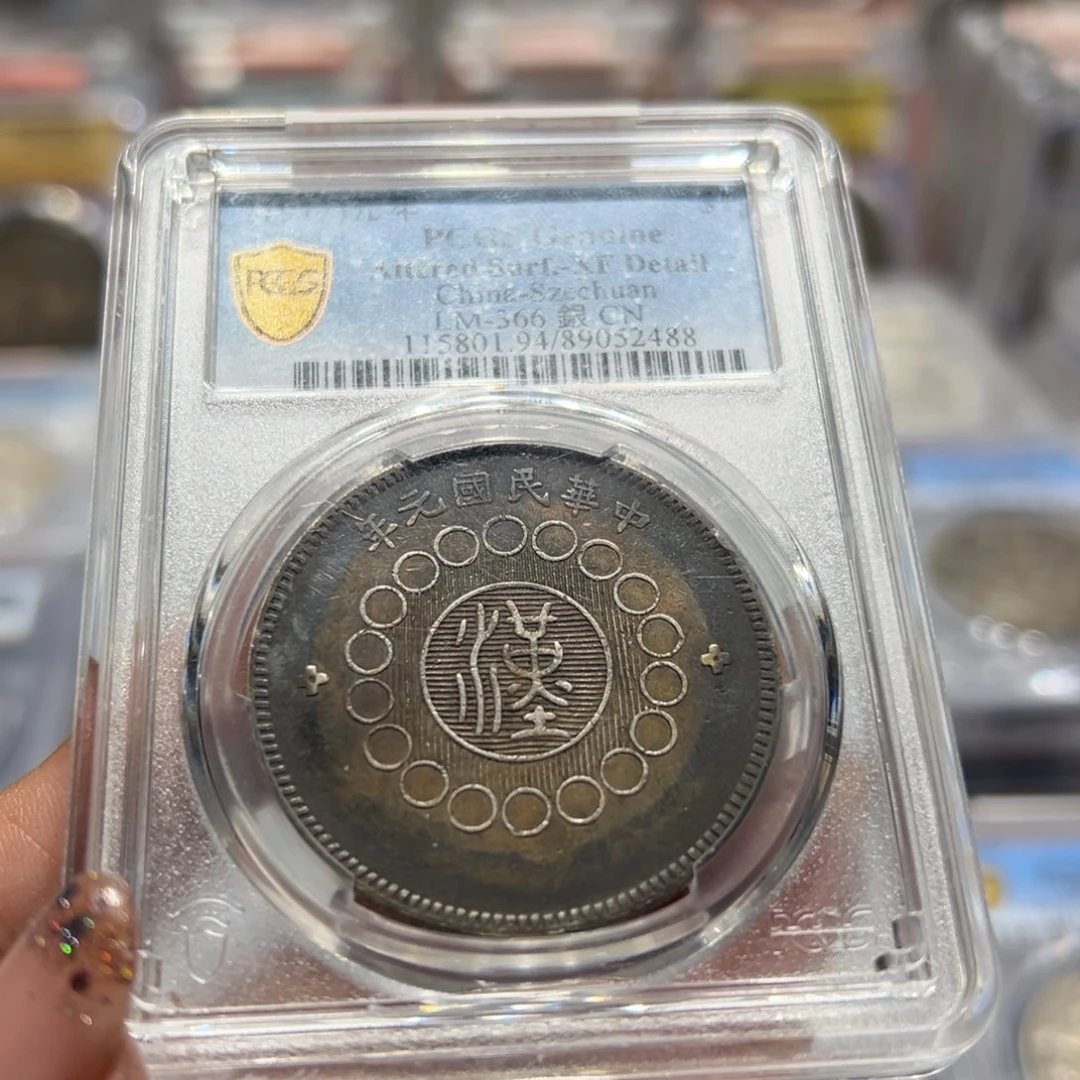 PCGS Genuine
Altered Surf.-XF Detail
China-Szechuan
LM-366 銀 CN
115801.94/89052488
PCGS
中華民國元年
漢